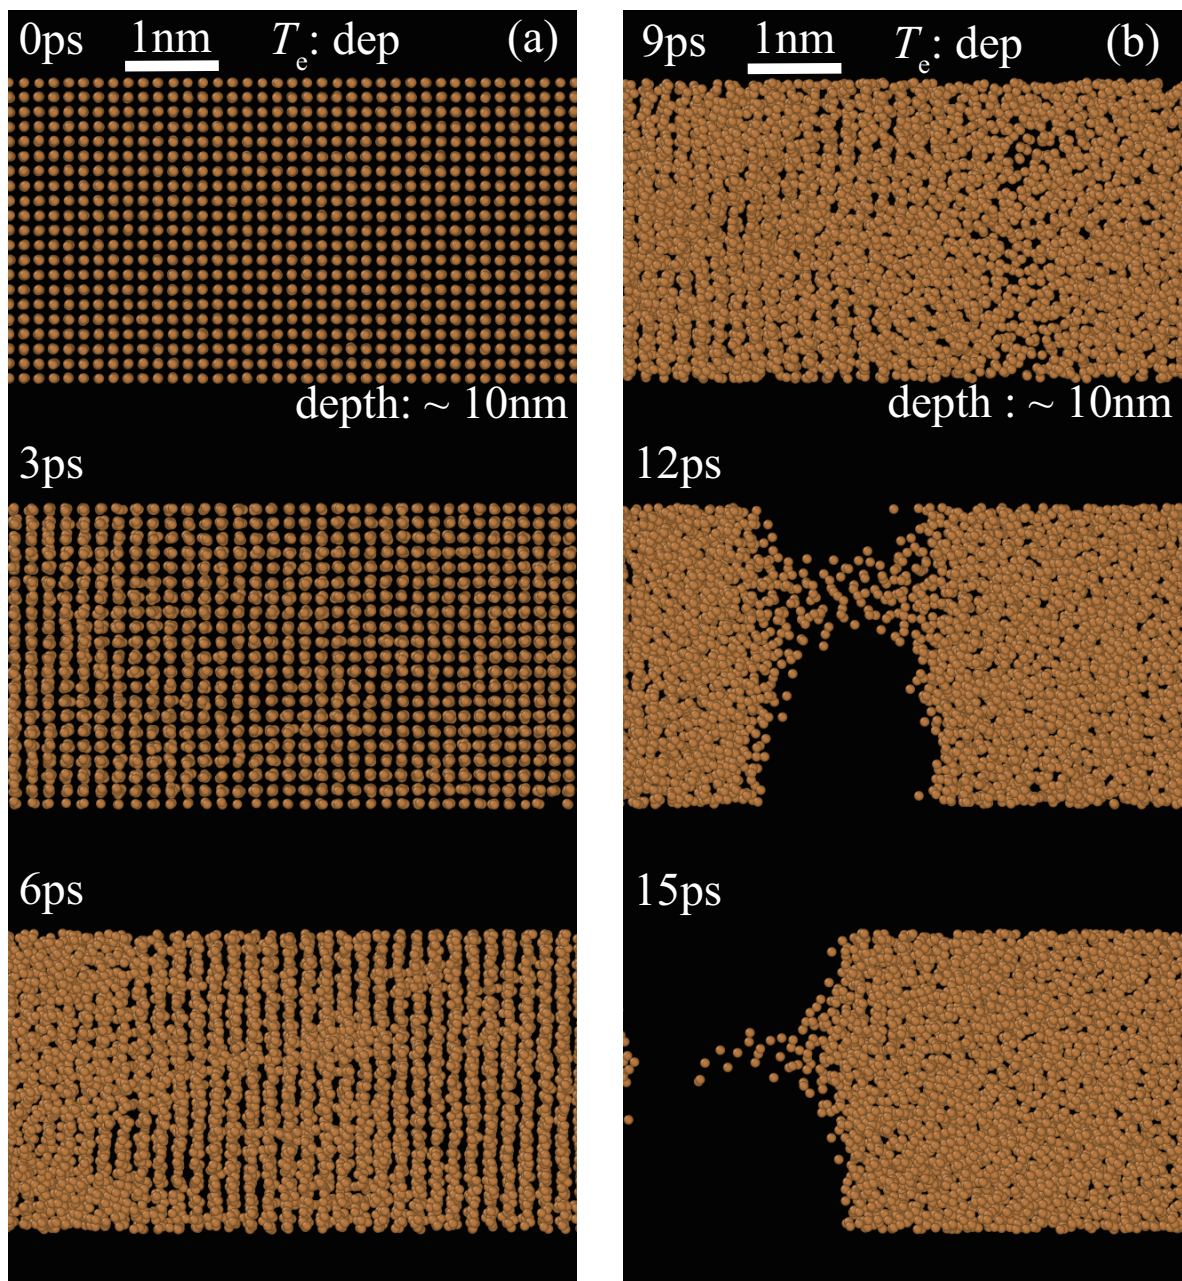 0ps 1nm Te: dep (a)
depth: ~ 10nm
3ps
6ps
9ps 1nm Te: dep (b)
depth : ~ 10nm
12ps
15ps